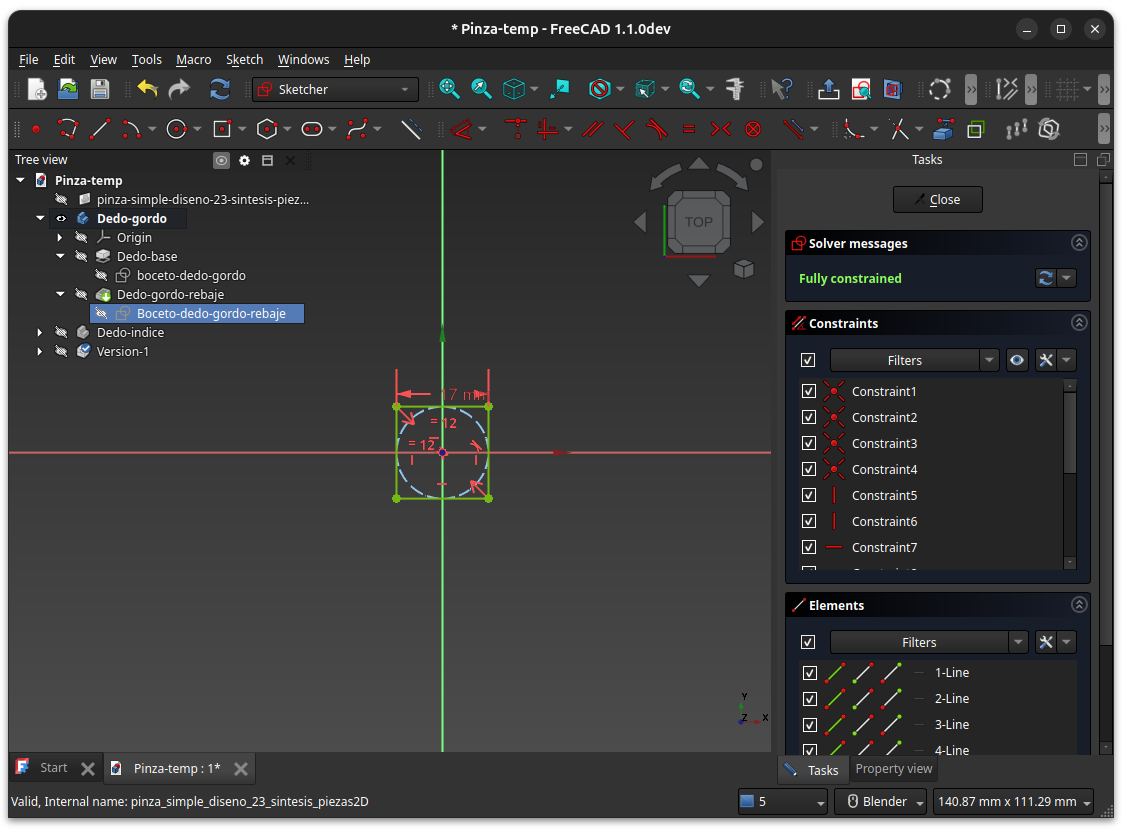 * Pinza-temp - FreeCAD 1.1.0dev
File Edit View Tools Macro Sketch Windows Help
Sketcher
Tree view
Pinza-temp
pinza-simple-diseno-23-sintesis-piez...
Dedo-gordo
Origin
Dedo-base
boceto-dedo-gordo
Dedo-gordo-rebaje
Boceto-dedo-gordo-rebaje
Dedo-indice
Version-1
TOP
17 mm
= 12
= 12
Y
Z X
Tasks
Close
Solver messages
Fully constrained
Constraints
Filters
Constraint1
Constraint2
Constraint3
Constraint4
Constraint5
Constraint6
Constraint7
Elements
Filters
1-Line
2-Line
3-Line
4-Line
Start
Pinza-temp : 1*
Tasks
Property view
Valid, Internal name: pinza_simple_diseno_23_sintesis_piezas2D
5
Blender
140.87 mm x 111.29 mm